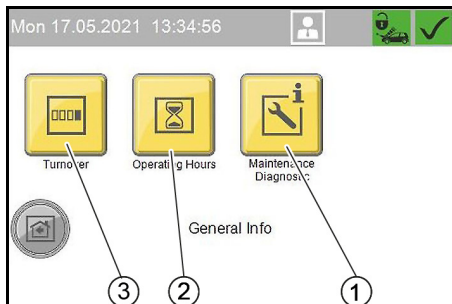 Mon 17.05.2021 13:34:56
Turnover
Operating Hours
Maintenance
Diagnostic
General Info
3
2
1